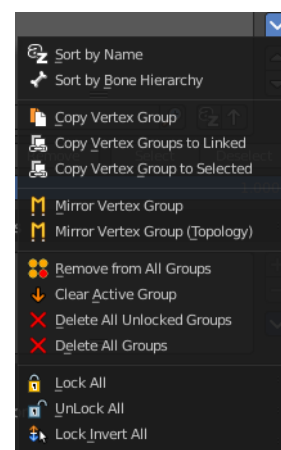 Sort by Name
Sort by Bone Hierarchy
Copy Vertex Group
Copy Vertex Groups to Linked
Copy Vertex Group to Selected
Mirror Vertex Group
Mirror Vertex Group (Topology)
Remove from All Groups
Clear Active Group
Delete All Unlocked Groups
Delete All Groups
Lock All
UnLock All
Lock Invert All